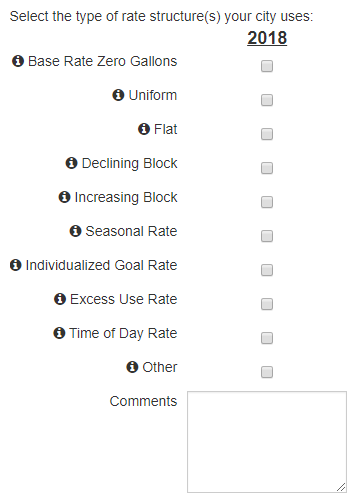 Select the type of rate structure(s) your city uses:
2018
Base Rate Zero Gallons
Uniform
Flat
Declining Block
Increasing Block
Seasonal Rate
Individualized Goal Rate
Excess Use Rate
Time of Day Rate
Other
Comments